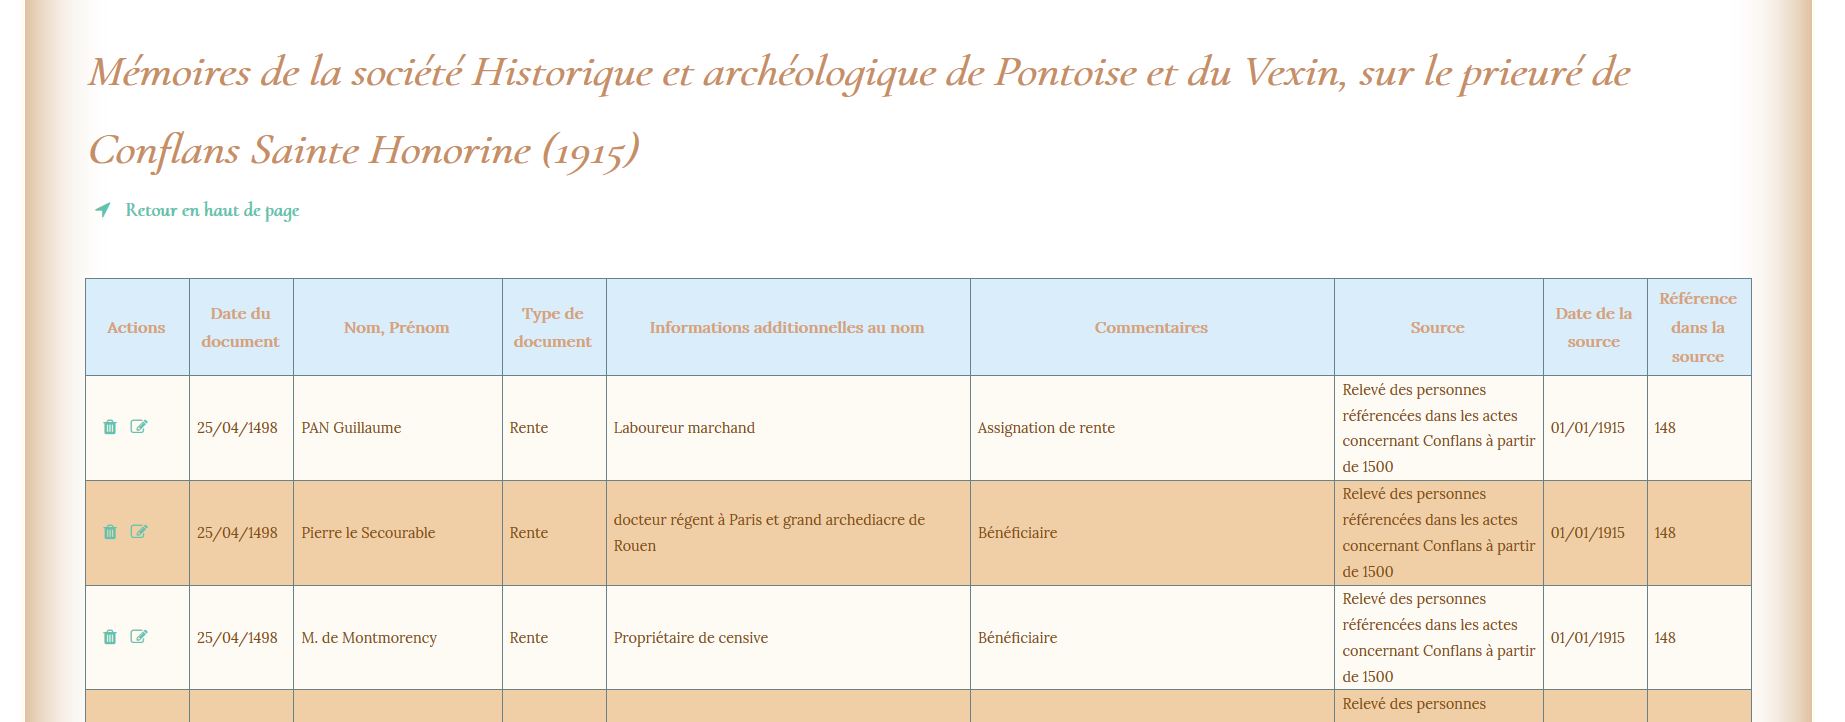 Mémoires de la société Historique et archéologique de Pontoise et du Vexin, sur le prieuré de
Conflans Sainte Honorine (1915)
Retour en haut de page
Actions
Date du
document
Nom, Prénom
Type de
document
Informations additionnelles au nom
Commentaires
Source
Date de la
source
Référence
dans la
source
25/04/1498
PAN Guillaume
Rente
Laboureur marchand
Assignation de rente
Relevé des personnes
référencées dans les actes
concernant Conflans à partir
de 1500
01/01/1915
148
25/04/1498
Pierre le Secourable
Rente
docteur régent à Paris et grand archediacre de
Rouen
Bénéficiaire
Relevé des personnes
référencées dans les actes
concernant Conflans à partir
de 1500
01/01/1915
148
25/04/1498
M. de Montmorency
Rente
Propriétaire de censive
Bénéficiaire
Relevé des personnes
référencées dans les actes
concernant Conflans à partir
de 1500
01/01/1915
148
Relevé des personnes